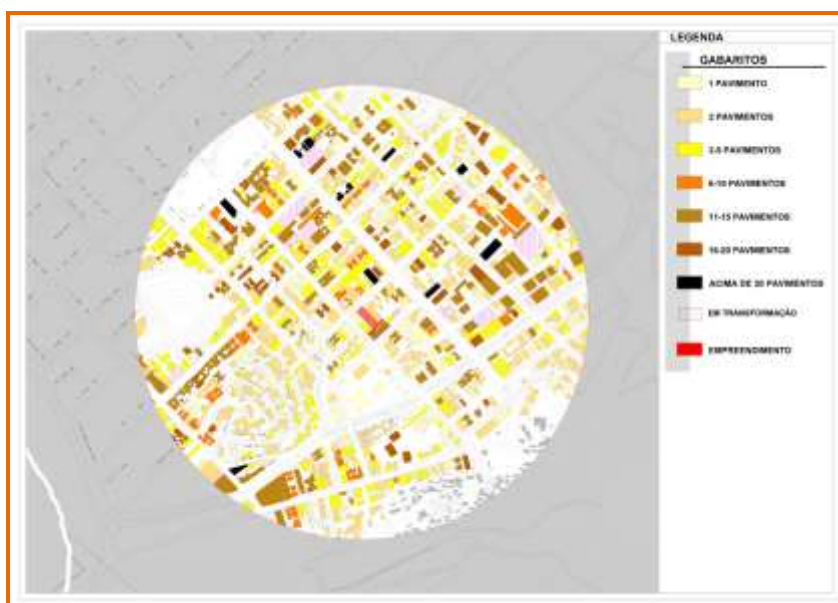 LEGENDA
GABARITOS
1 PAVIMENTO
2 PAVIMENTOS
3-5 PAVIMENTOS
6-10 PAVIMENTOS
11-15 PAVIMENTOS
16-20 PAVIMENTOS
ACIMA DE 20 PAVIMENTOS
EM TRANSFORMAÇÃO
EMPREENDIMENTO